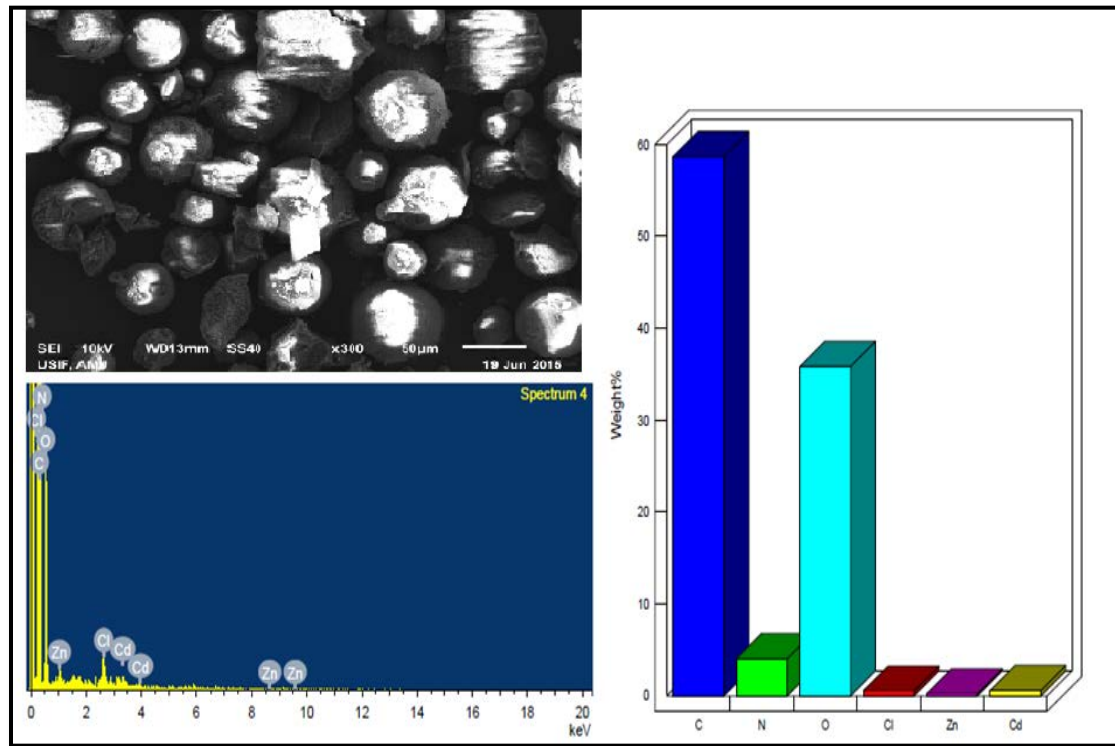 SEI 10kV WD13mm SS40 x300 50µm
USIF, AMU 19 Jun 2015
Spectrum 4
N
Cl
O
C
Zn
Cl
Cd
Cd
Zn
Zn
0 2 4 6 8 10 12 14 16 18 20
keV
Weight%
60
50
40
30
20
10
0
C N O Cl Zn Cd